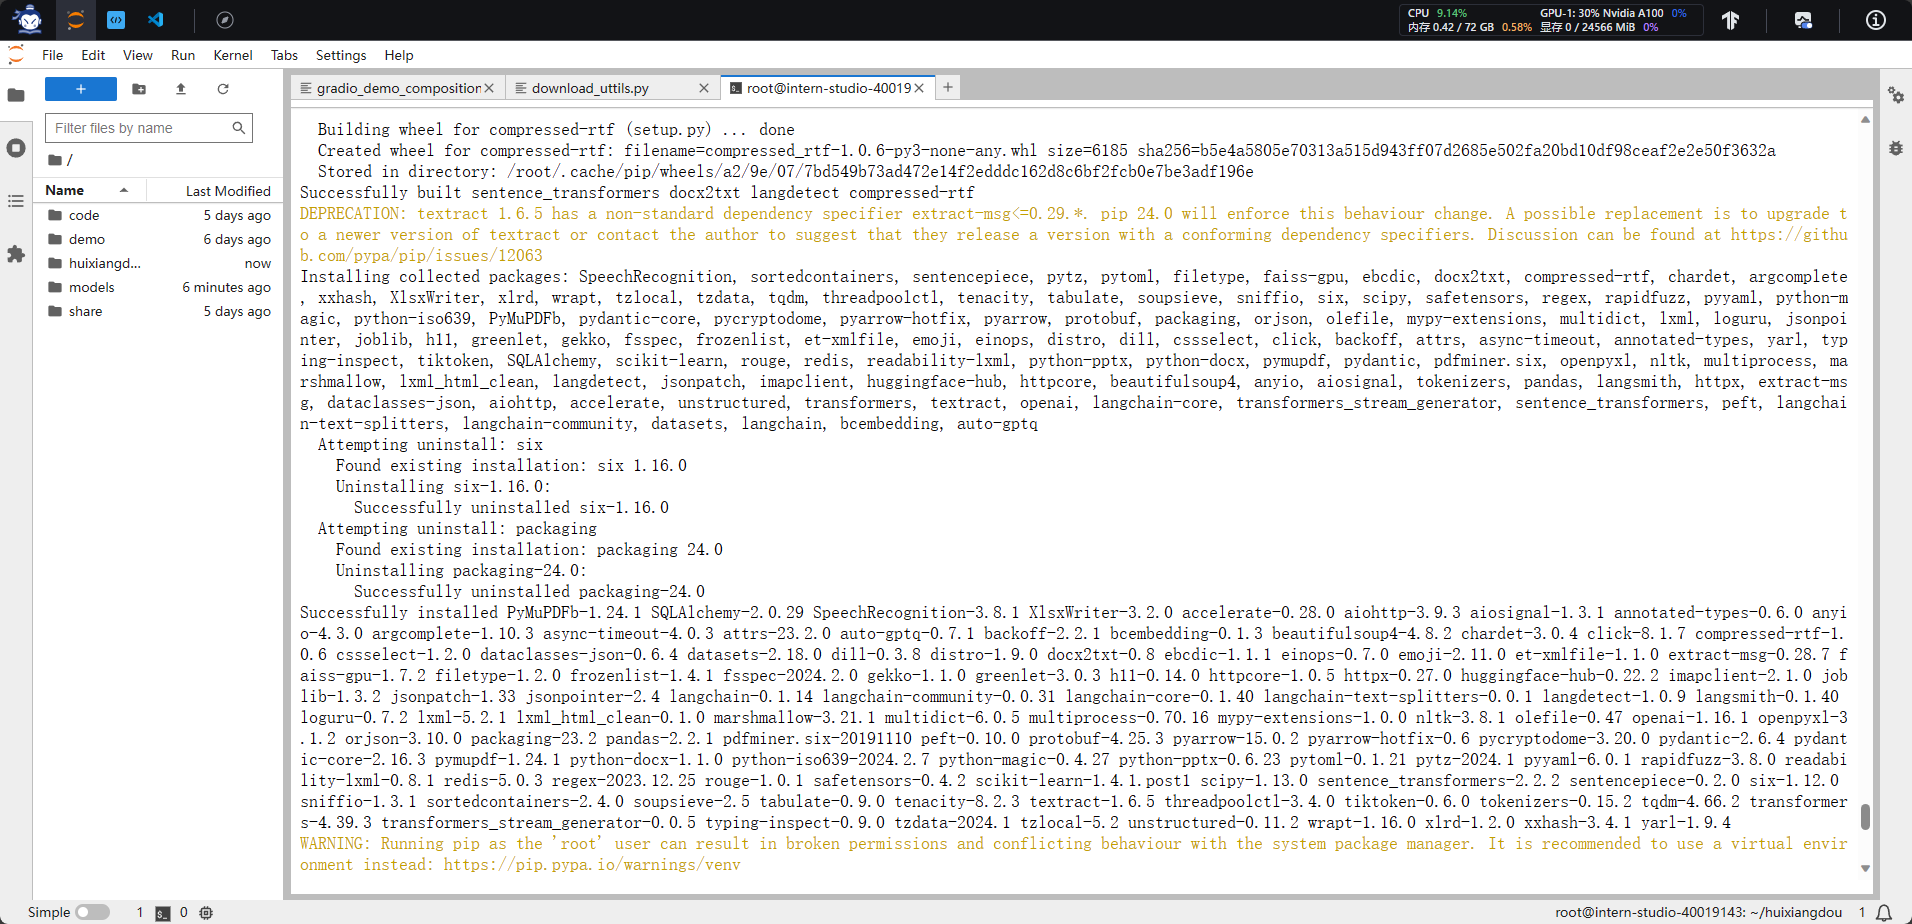 CPU 9.14%
GPU-1: 30% Nvidia A100 0%
内存 0.42 / 72 GB 0.58%
显存 0 / 24566 MiB 0%
File Edit View Run Kernel Tabs Settings Help
gradio_demo_composition
download_uttils.py
root@intern-studio-40019
Filter files by name
/
Name Last Modified
code 5 days ago
demo 6 days ago
huixiangd... now
models 6 minutes ago
share 5 days ago
Building wheel for compressed-rtf (setup.py) ... done
Created wheel for compressed-rtf: filename=compressed_rtf-1.0.6-py3-none-any.whl size=6185 sha256=b5e4a5805e70313a515d943ff07d2685e502fa20bd10df98ceaf2e2e50f3632a
Stored in directory: /root/.cache/pip/wheels/a2/9e/07/7bd549b73ad472e14f2edddc162d8c6bf2fcb0e7be3adf196e
Successfully built sentence_transformers docx2txt langdetect compressed-rtf
DEPRECATION: textract 1.6.5 has a non-standard dependency specifier extract-msg<=0.29.*. pip 24.0 will enforce this behaviour change. A possible replacement is to upgrade t
o a newer version of textract or contact the author to suggest that they release a version with a conforming dependency specifiers. Discussion can be found at https://githu
b.com/pypa/pip/issues/12063
Installing collected packages: SpeechRecognition, sortedcontainers, sentencepiece, pytz, pytoml, filetype, faiss-gpu, ebcdic, docx2txt, compressed-rtf, chardet, argcomplete
, xxhash, XlsxWriter, xlrd, wrapt, tzlocal, tzdata, tqdm, threadpoolctl, tenacity, tabulate, soupsieve, sniffio, six, scipy, safetensors, regex, rapidfuzz, pyyaml, python-m
agic, python-iso639, PyMuPDFb, pydantic-core, pycryptodome, pyarrow-hotfix, pyarrow, protobuf, packaging, orjson, olefile, mypy-extensions, multidict, lxml, loguru, jsonpoi
nter, joblib, h11, greenlet, gekko, fsspec, frozenlist, et-xmlfile, emoji, einops, distro, dill, cssselect, click, backoff, attrs, async-timeout, annotated-types, yarl, typ
ing-inspect, tiktoken, SQLAlchemy, scikit-learn, rouge, redis, readability-lxml, python-pptx, python-docx, pymupdf, pydantic, pdfminer.six, openpyxl, nltk, multiprocess, ma
rshmallow, lxml_html_clean, langdetect, jsonpatch, imapclient, huggingface-hub, httpcore, beautifulsoup4, anyio, aiosignal, tokenizers, pandas, langsmith, httpx, extract-ms
g, dataclasses-json, aiohttp, accelerate, unstructured, transformers, textract, openai, langchain-core, transformers_stream_generator, sentence_transformers, peft, langchai
n-text-splitters, langchain-community, datasets, langchain, bcembedding, auto-gptq
Attempting uninstall: six
Found existing installation: six 1.16.0
Uninstalling six-1.16.0:
Successfully uninstalled six-1.16.0
Attempting uninstall: packaging
Found existing installation: packaging 24.0
Uninstalling packaging-24.0:
Successfully uninstalled packaging-24.0
Successfully installed PyMuPDFb-1.24.1 SQLAlchemy-2.0.29 SpeechRecognition-3.8.1 XlsxWriter-3.2.0 accelerate-0.28.0 aiohttp-3.9.3 aiosignal-1.3.1 annotated-types-0.6.0 anyi
o-4.3.0 argcomplete-1.10.3 async-timeout-4.0.3 attrs-23.2.0 auto-gptq-0.7.1 backoff-2.2.1 bcembedding-0.1.3 beautifulsoup4-4.8.2 chardet-3.0.4 click-8.1.7 compressed-rtf-1.
0.6 cssselect-1.2.0 dataclasses-json-0.6.4 datasets-2.18.0 dill-0.3.8 distro-1.9.0 docx2txt-0.8 ebcdic-1.1.1 einops-0.7.0 emoji-2.11.0 et-xmlfile-1.1.0 extract-msg-0.28.7 f
aiss-gpu-1.7.2 filetype-1.2.0 frozenlist-1.4.1 fsspec-2024.2.0 gekko-1.1.0 greenlet-3.0.3 h11-0.14.0 httpcore-1.0.5 httpx-0.27.0 huggingface-hub-0.22.2 imapclient-2.1.0 job
lib-1.3.2 jsonpatch-1.33 jsonpointer-2.4 langchain-0.1.14 langchain-community-0.0.31 langchain-core-0.1.40 langchain-text-splitters-0.0.1 langdetect-1.0.9 langsmith-0.1.40
loguru-0.7.2 lxml-5.2.1 lxml_html_clean-0.1.0 marshmallow-3.21.1 multidict-6.0.5 multiprocess-0.70.16 mypy-extensions-1.0.0 nltk-3.8.1 olefile-0.47 openai-1.16.1 openpyxl-3
.1.2 orjson-3.10.0 packaging-23.2 pandas-2.2.1 pdfminer.six-20191110 peft-0.10.0 protobuf-4.25.3 pyarrow-15.0.2 pyarrow-hotfix-0.6 pycryptodome-3.20.0 pydantic-2.6.4 pydant
ic-core-2.16.3 pymupdf-1.24.1 python-docx-1.1.0 python-iso639-2024.2.7 python-magic-0.4.27 python-pptx-0.6.23 pytoml-0.1.21 pytz-2024.1 pyyaml-6.0.1 rapidfuzz-3.8.0 readabi
lity-lxml-0.8.1 redis-5.0.3 regex-2023.12.25 rouge-1.0.1 safetensors-0.4.2 scikit-learn-1.4.1.post1 scipy-1.13.0 sentence_transformers-2.2.2 sentencepiece-0.2.0 six-1.12.0
sniffio-1.3.1 sortedcontainers-2.4.0 soupsieve-2.5 tabulate-0.9.0 tenacity-8.2.3 textract-1.6.5 threadpoolctl-3.4.0 tiktoken-0.6.0 tokenizers-0.15.2 tqdm-4.66.2 transformer
s-4.39.3 transformers_stream_generator-0.0.5 typing-inspect-0.9.0 tzdata-2024.1 tzlocal-5.2 unstructured-0.11.2 wrapt-1.16.0 xlrd-1.2.0 xxhash-3.4.1 yarl-1.9.4
WARNING: Running pip as the 'root' user can result in broken permissions and conflicting behaviour with the system package manager. It is recommended to use a virtual envir
onment instead: https://pip.pypa.io/warnings/venv
Simple 1 0
root@intern-studio-40019143: ~/huixiangdou 1